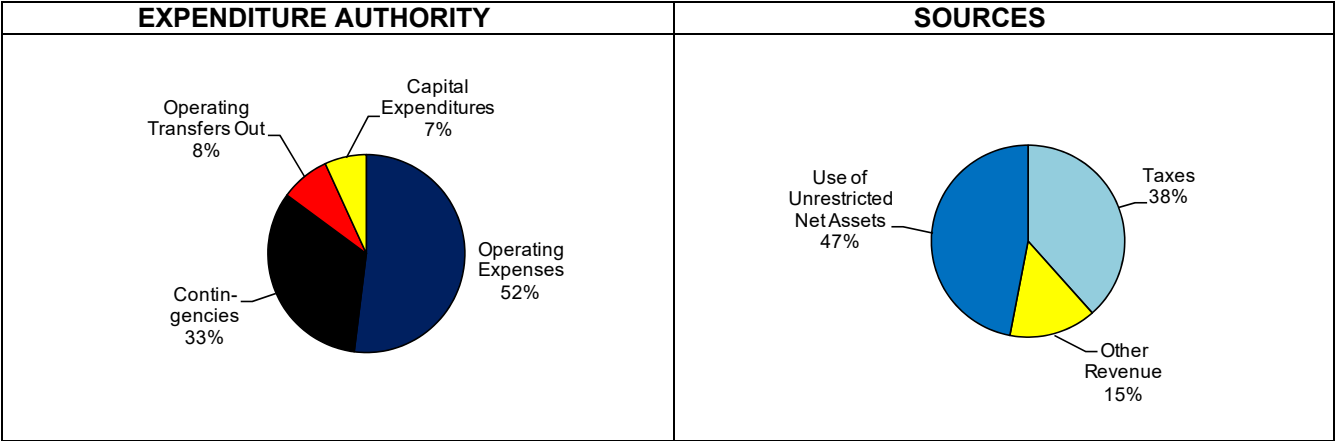 EXPENDITURE AUTHORITY
Capital
Expenditures
7%
Operating
Transfers Out
8%
Operating
Expenses
52%
Contin-
gencies
33%
SOURCES
Use of
Unrestricted
Net Assets
47%
Taxes
38%
Other
Revenue
15%